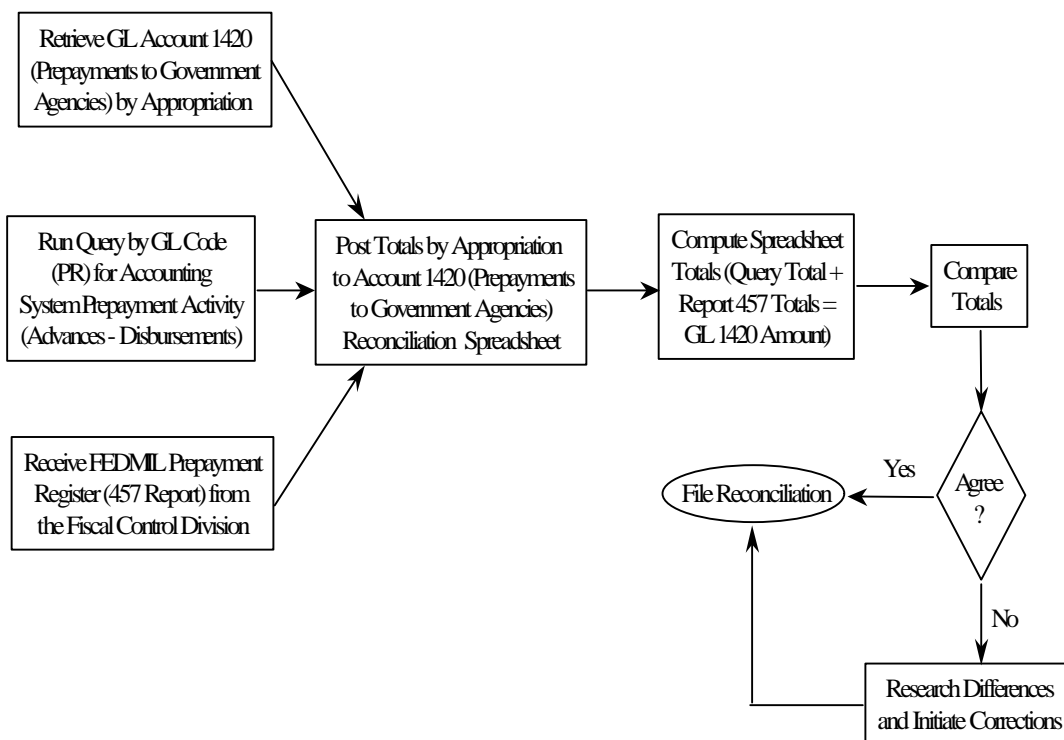 Retrieve GL Account 1420
(Prepayments to Government
Agencies) by Appropriation
Run Query by GL Code
(PR) for Accounting
System Prepayment Activity
(Advances - Disbursements)
Receive FEDMIL Prepayment
Register (457 Report) from
the Fiscal Control Division
Post Totals by Appropriation
to Account 1420 (Prepayments
to Government Agencies)
Reconciliation Spreadsheet
Compute Spreadsheet
Totals (Query Total +
Report 457 Totals =
GL 1420 Amount)
Compare
Totals
Agree
?
Yes
File Reconciliation
No
Research Differences
and Initiate Corrections